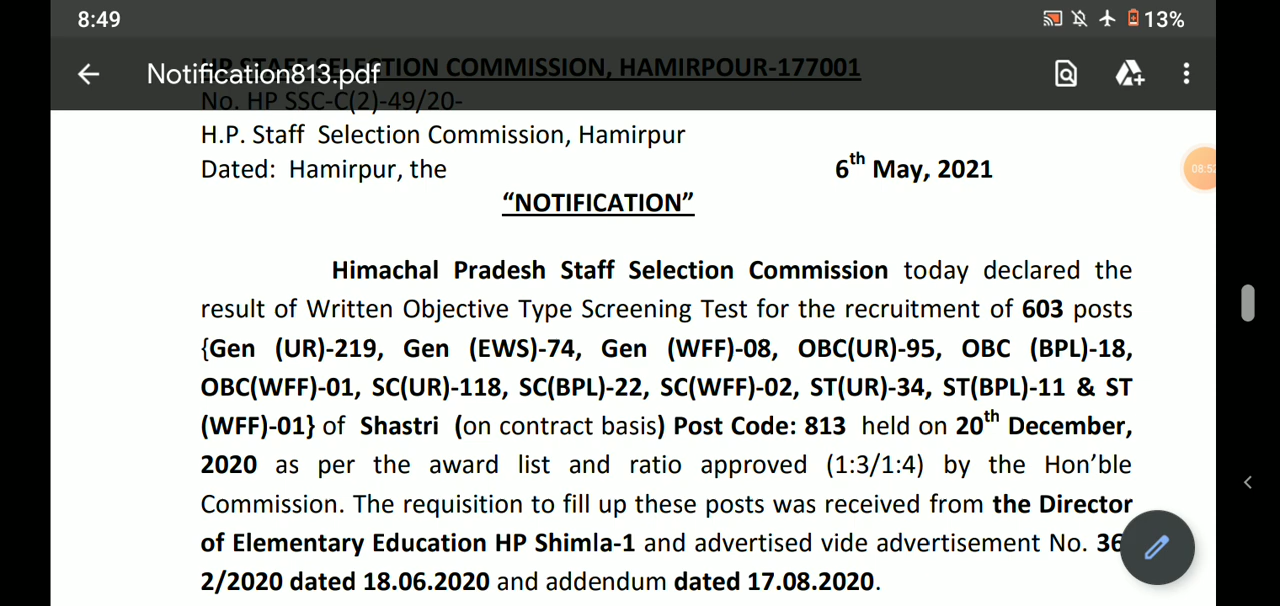 8:49
13%
Notification813.pdf
HP STAFF SELECTION COMMISSION, HAMIRPOUR-177001
No. HP SSC-C(2)-49/20-
H.P. Staff Selection Commission, Hamirpur
Dated: Hamirpur, the 6th May, 2021
08:52
“NOTIFICATION”
Himachal Pradesh Staff Selection Commission today declared the
result of Written Objective Type Screening Test for the recruitment of 603 posts
{Gen (UR)-219, Gen (EWS)-74, Gen (WFF)-08, OBC(UR)-95, OBC (BPL)-18,
OBC(WFF)-01, SC(UR)-118, SC(BPL)-22, SC(WFF)-02, ST(UR)-34, ST(BPL)-11 & ST
(WFF)-01} of Shastri (on contract basis) Post Code: 813 held on 20th December,
2020 as per the award list and ratio approved (1:3/1:4) by the Hon’ble
Commission. The requisition to fill up these posts was received from the Director
of Elementary Education HP Shimla-1 and advertised vide advertisement No. 36
2/2020 dated 18.06.2020 and addendum dated 17.08.2020.